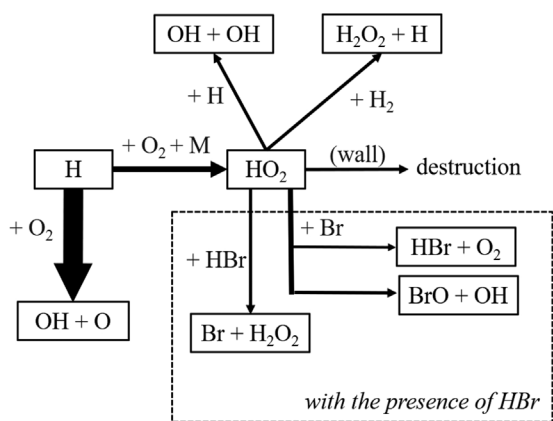 OH + OH
H₂O₂ + H
+ H
+ H₂
+ O₂ + M
(wall)
H
HO₂
destruction
+ O₂
+ Br
+ HBr
HBr + O₂
BrO + OH
OH + O
Br + H₂O₂
with the presence of HBr